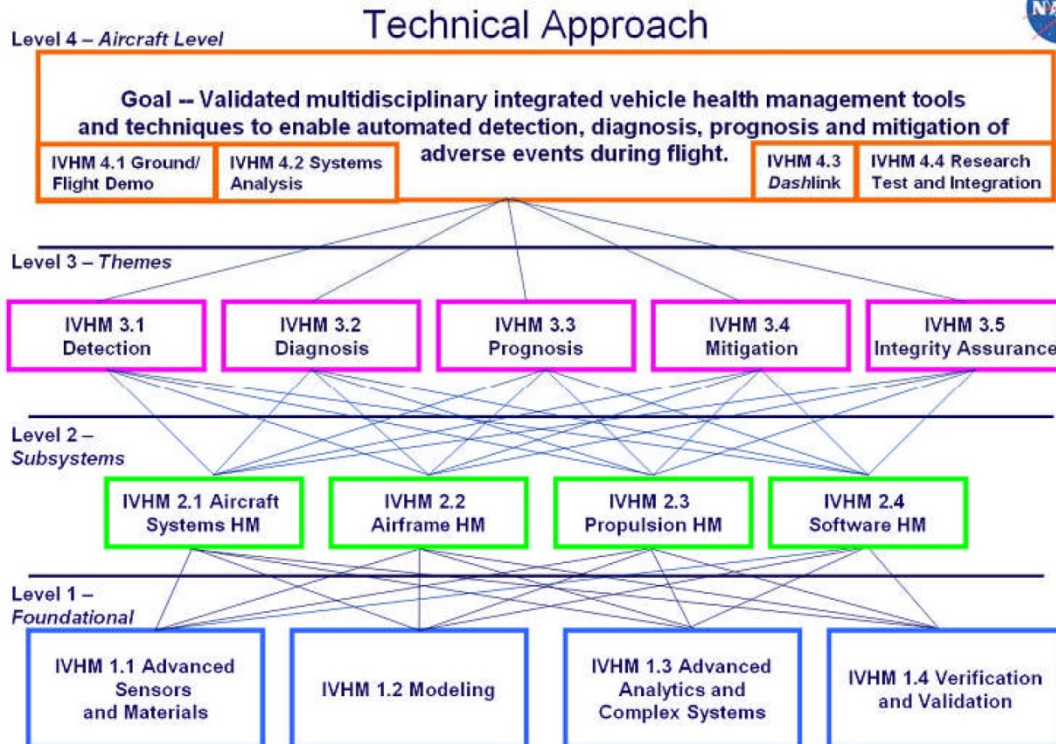 Technical Approach
Level 4 – Aircraft Level
Goal -- Validated multidisciplinary integrated vehicle health management tools
and techniques to enable automated detection, diagnosis, prognosis and mitigation of
adverse events during flight.
IVHM 4.1 Ground/
Flight Demo
IVHM 4.2 Systems
Analysis
IVHM 4.3
Dashlink
IVHM 4.4 Research
Test and Integration
Level 3 – Themes
IVHM 3.1
Detection
IVHM 3.2
Diagnosis
IVHM 3.3
Prognosis
IVHM 3.4
Mitigation
IVHM 3.5
Integrity Assurance
Level 2 –
Subsystems
IVHM 2.1 Aircraft
Systems HM
IVHM 2.2
Airframe HM
IVHM 2.3
Propulsion HM
IVHM 2.4
Software HM
Level 1 –
Foundational
IVHM 1.1 Advanced
Sensors
and Materials
IVHM 1.2 Modeling
IVHM 1.3 Advanced
Analytics and
Complex Systems
IVHM 1.4 Verification
and Validation